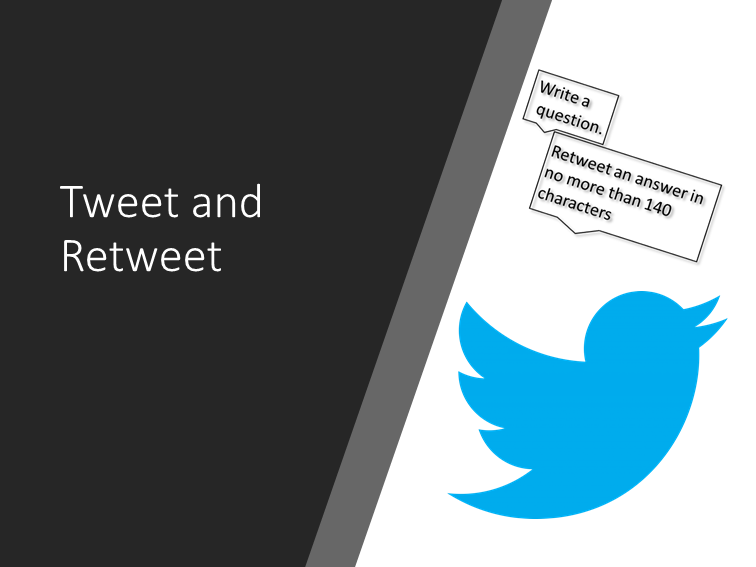 Tweet and
Retweet
Write a
question.
Retweet an answer in
no more than 140
characters